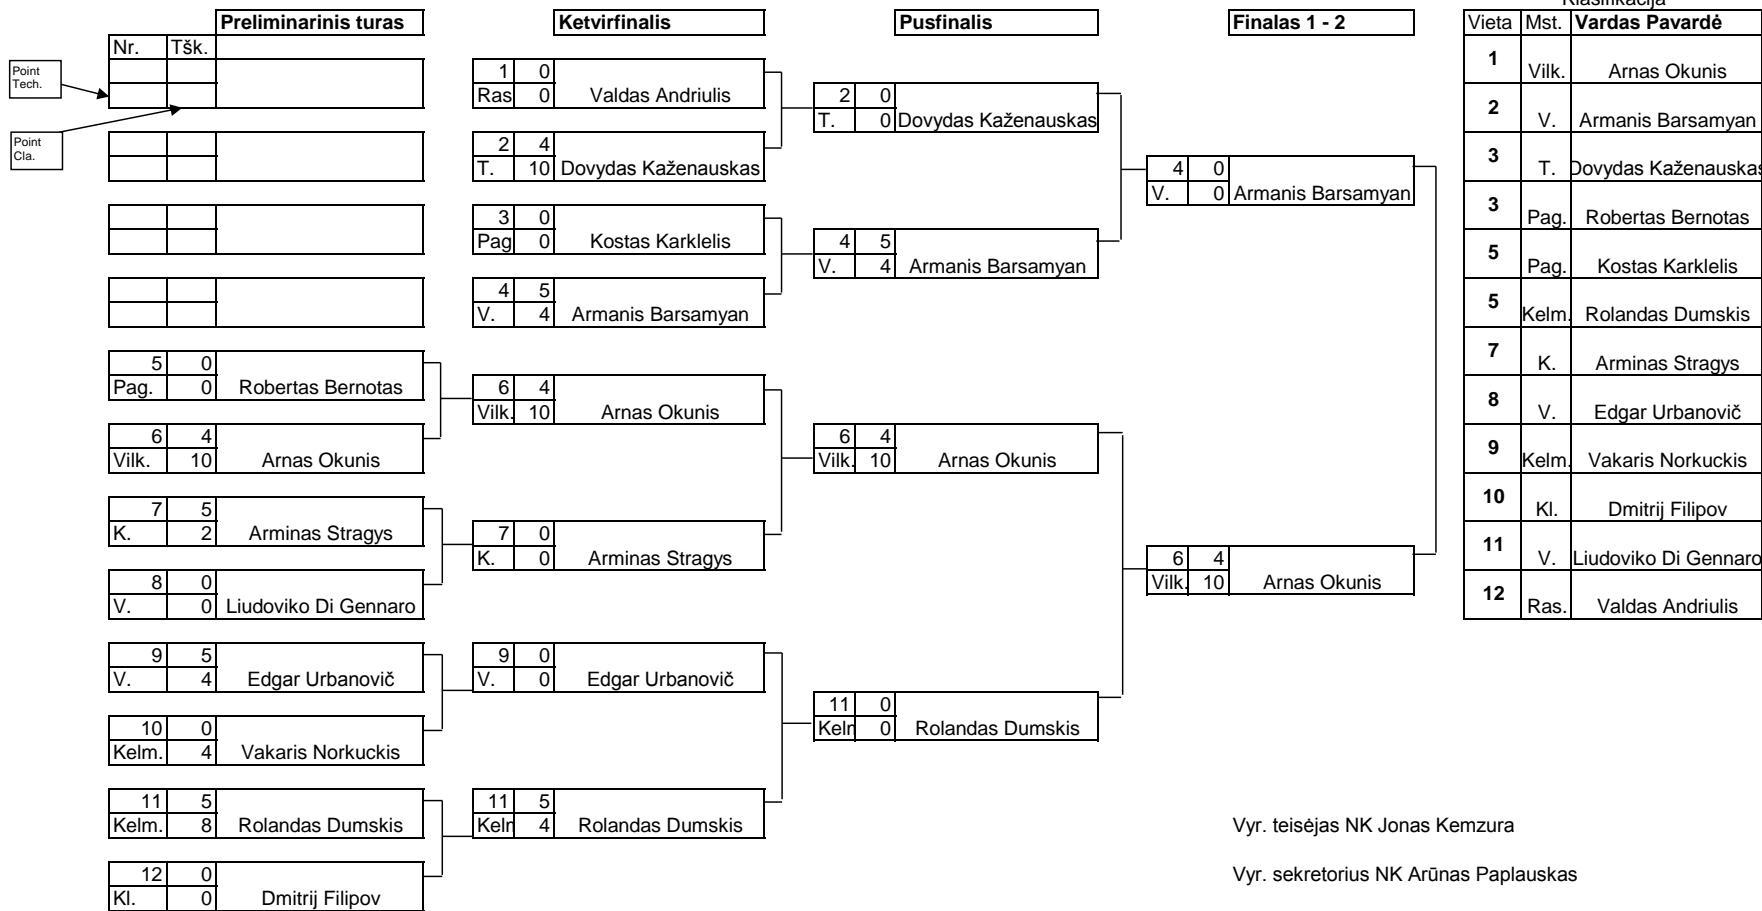 Klasifikacija
Preliminarinis turas Ketvirfinalis Pusfinalis Finalas 1 - 2 Vieta Mst. Vardas Pavardė
Nr. Tšk.
Point
Tech.
Point
Cla.
5 0
Pag. 0 Robertas Bernotas
6 4
Vilk. 10 Arnas Okunis
7 5
K. 2 Arminas Stragys
8 0
V. 0 Liudoviko Di Gennaro
9 5
V. 4 Edgar Urbanovič
10 0
Kelm. 4 Vakaris Norkuckis
11 5
Kelm. 8 Rolandas Dumskis
12 0
Kl. 0 Dmitrij Filipov
1 0
Ras 0 Valdas Andriulis
2 4
T. 10 Dovydas Kaženauskas
3 0
Pag 0 Kostas Karklelis
4 5
V. 4 Armanis Barsamyan
6 4
Vilk. 10 Arnas Okunis
7 0
K. 0 Arminas Stragys
9 0
V. 0 Edgar Urbanovič
11 5
Keln 4 Rolandas Dumskis
2 0
T. 0 Dovydas Kaženauskas
4 5
V. 4 Armanis Barsamyan
6 4
Vilk. 10 Arnas Okunis
11 0
Keln 0 Rolandas Dumskis
4 0
V. 0 Armanis Barsamyan
6 4
Vilk. 10 Arnas Okunis
1 Vilk. Arnas Okunis
2 V. Armanis Barsamyan
3 T. Dovydas Kaženauskas
3 Pag. Robertas Bernotas
5 Pag. Kostas Karklelis
5 Kelm. Rolandas Dumskis
7 K. Arminas Stragys
8 V. Edgar Urbanovič
9 Kelm. Vakaris Norkuckis
10 Kl. Dmitrij Filipov
11 V. Liudoviko Di Gennaro
12 Ras. Valdas Andriulis
Vyr. teisėjas NK Jonas Kemzura
Vyr. sekretorius NK Arūnas Paplauskas